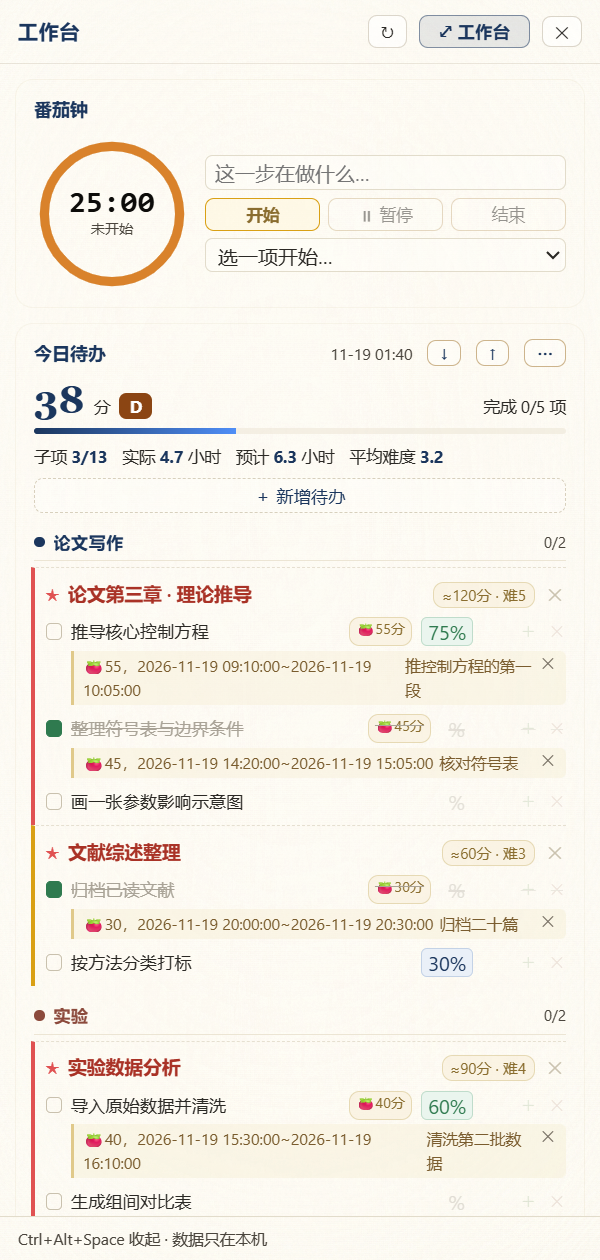 工作台
↻
⤢ 工作台
×
番茄钟
25:00
未开始
这一步在做什么...
开始
⏸ 暂停
结束
选一项开始...
今日待办
11-19 01:40
↓
↑
···
38 分 D
完成 0/5 项
子项 3/13 实际 4.7 小时 预计 6.3 小时 平均难度 3.2
+ 新增待办
论文写作
0/2
★ 论文第三章 · 理论推导
≈120分 · 难5
×
推导核心控制方程
🍅55分
75%
+ ×
🍅 55，2026-11-19 09:10:00~2026-11-19
10:05:00
推控制方程的第一
段
×
整理符号表与边界条件
🍅45分
%
+ ×
🍅 45，2026-11-19 14:20:00~2026-11-19 15:05:00 核对符号表
×
画一张参数影响示意图
%
+ ×
★ 文献综述整理
≈60分 · 难3
×
归档已读文献
🍅30分
%
+ ×
🍅 30，2026-11-19 20:00:00~2026-11-19 20:30:00 归档二十篇
×
按方法分类打标
30%
+ ×
实验
0/2
★ 实验数据分析
≈90分 · 难4
×
导入原始数据并清洗
🍅40分
60%
+ ×
🍅 40，2026-11-19 15:30:00~2026-11-19
16:10:00
清洗第二批数
据
×
生成组间对比表
%
+ ×
Ctrl+Alt+Space 收起 · 数据只在本机